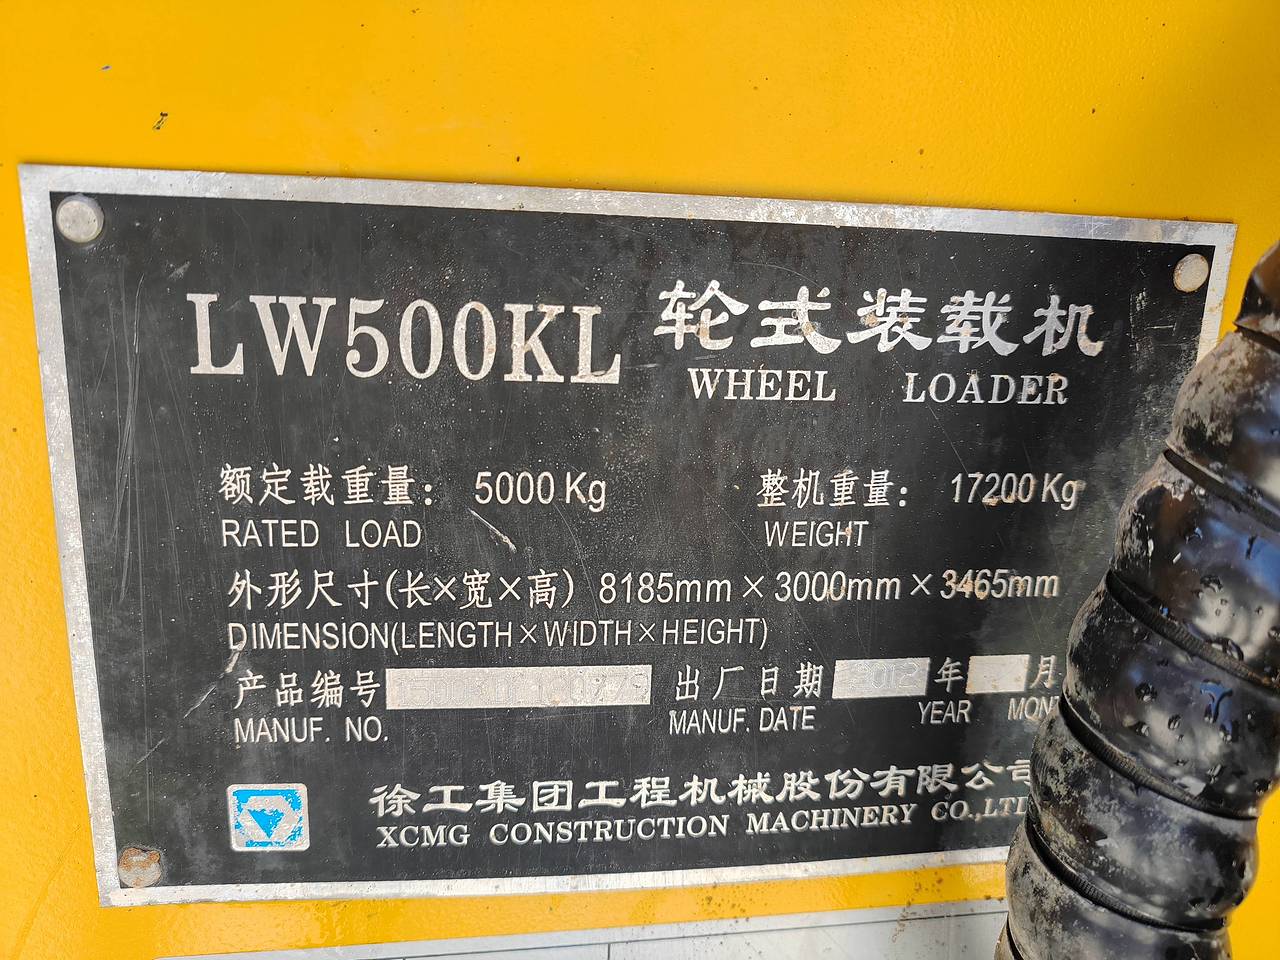 LW500KL 轮式装载机
WHEEL LOADER
额定载重量： 5000 Kg 整机重量： 17200 Kg
RATED LOAD WEIGHT
外形尺寸(长×宽×高) 8185mm×3000mm×3465mm
DIMENSION(LENGTH×WIDTH×HEIGHT)
产品编号 出厂日期 2012 年 月
MANUF. NO. MANUF. DATE YEAR
徐工集团工程机械股份有限公司
XCMG CONSTRUCTION MACHINERY CO.,LTD